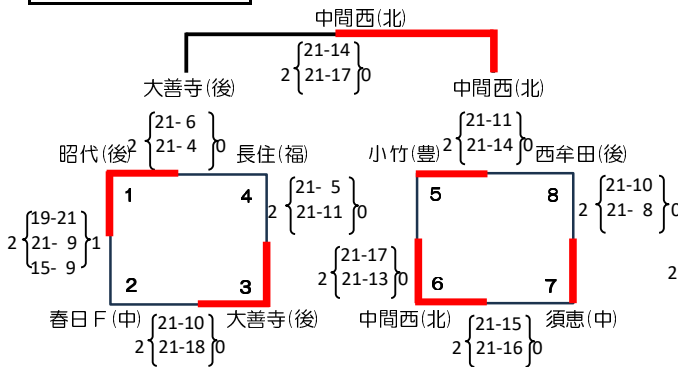 中間西(北)
21-14
2 21-17 0
大善寺(後) 中間西(北)
21- 6
2 21- 4 0
21-11
2 21-14 0
昭代(後) 長住(福) 小竹(豊) 西牟田(後)
1 4 5 8
21- 5
2 21-11 0
21-10
2 21- 8 0
19-21
2 21- 9 1
15- 9
21-17
2 21-13 0
2
2 3 6 7
春日F(中) 大善寺(後) 中間西(北) 須恵(中)
21-10
2 21-18 0
21-15
2 21-16 0